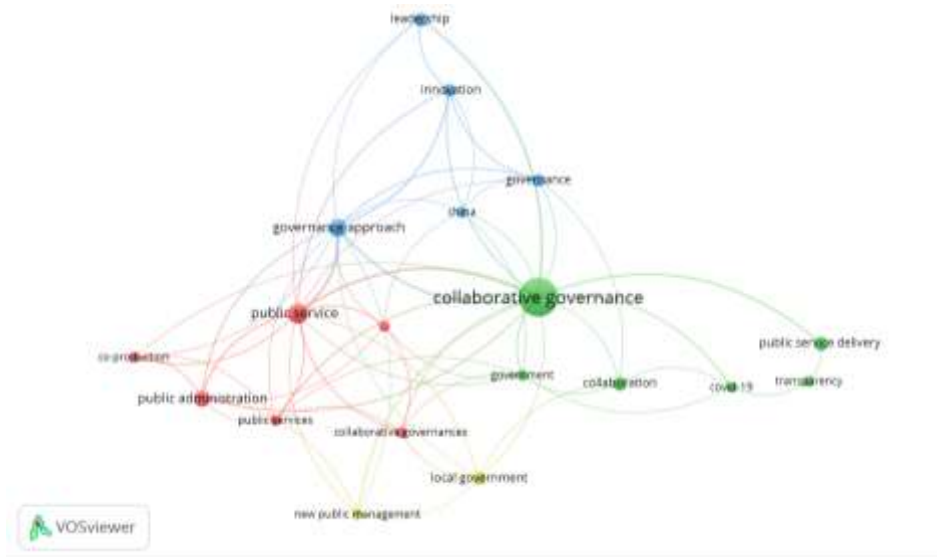 leadership
innovation
governance
china
governance approach
collaborative governance
public service
public service delivery
co-production
government
collaboration
covid-19
transparency
public administration
public services
collaborative governances
local government
new public management
VOSviewer